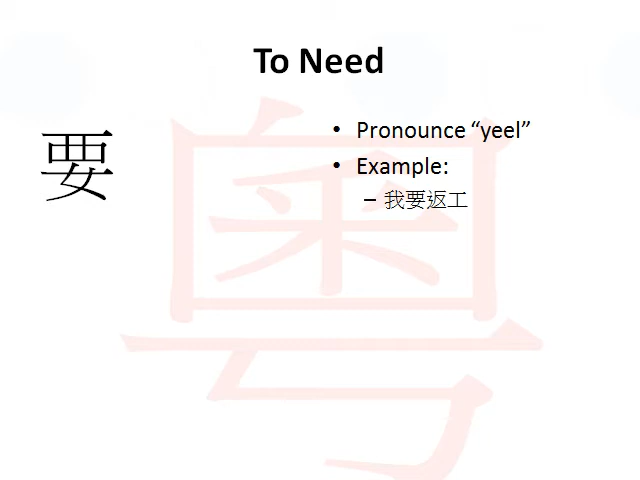 To Need
要
• Pronounce “yeel”
• Example:
– 我要返工
粵